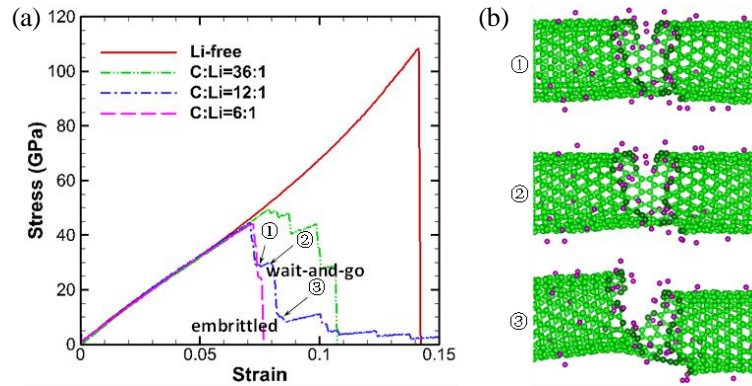 (a)
120
100
80
60
40
20
0
Stress (GPa)
Li-free
C:Li=36:1
C:Li=12:1
C:Li=6:1
①
②
wait-and-go
③
embrittled
0
0.05
0.1
0.15
Strain
(b)
①
②
③